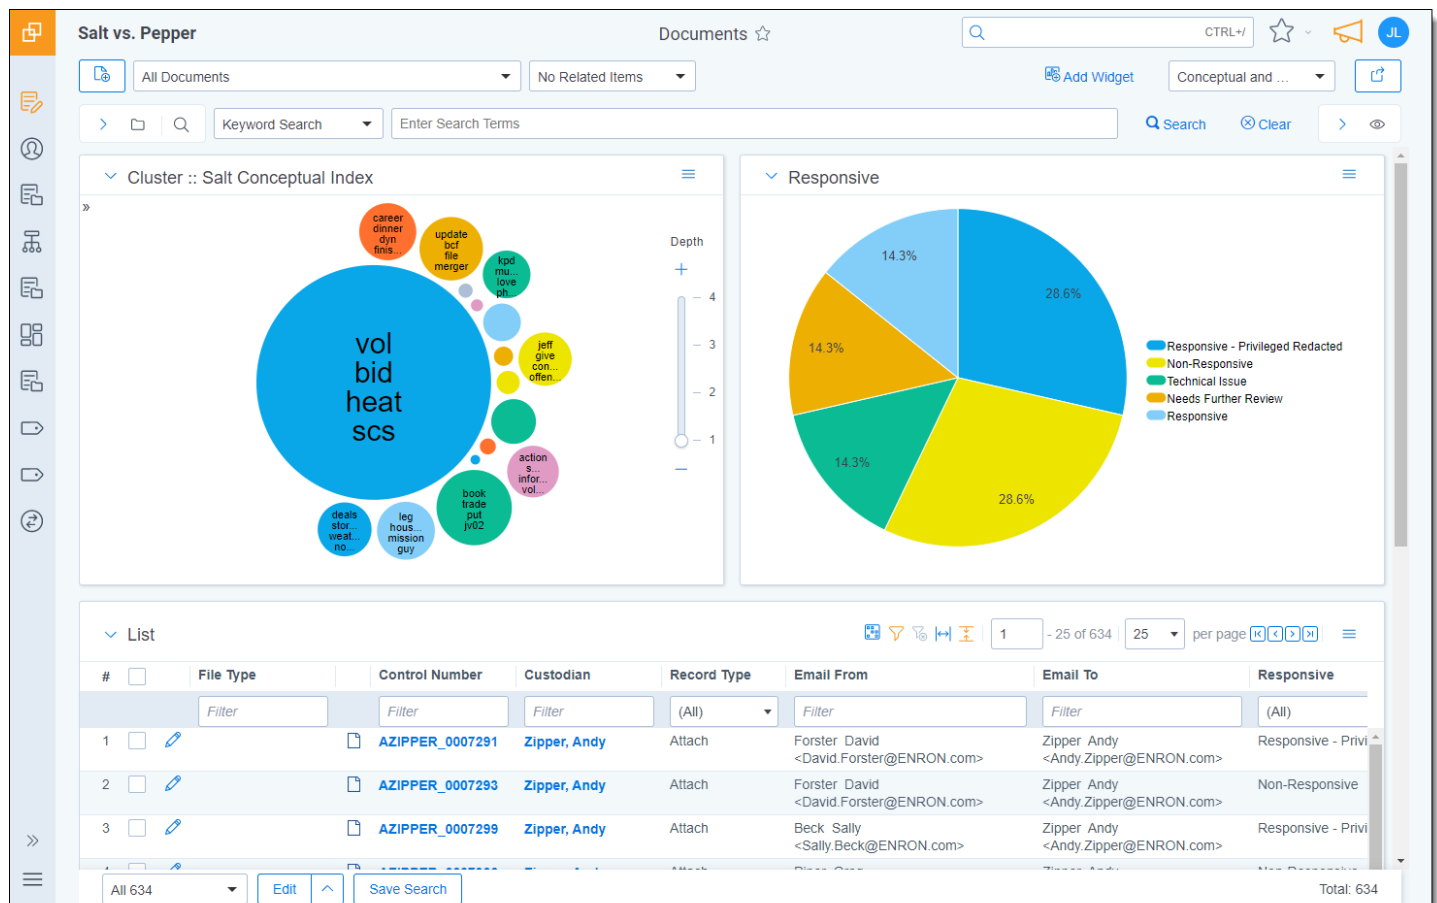 Salt vs. Pepper
Documents
CTRL+/
JL
All Documents
No Related Items
Add Widget
Conceptual and ...
Keyword Search
Enter Search Terms
Search
Clear
Cluster :: Salt Conceptual Index
»
career
dinner
dyn
finis...
update
bcf
file
merger
kpd
mu...
love
ph...
vol
bid
heat
scs
jeff
give
con...
offen...
action
s...
infor...
vol...
book
trade
put
jv02
deals
stor...
weat...
no...
leg
hous...
mission
guy
Depth
+
4
3
2
1
−
Responsive
14.3%
28.6%
14.3%
14.3%
28.6%
Responsive - Privileged Redacted
Non-Responsive
Technical Issue
Needs Further Review
Responsive
List
1 - 25 of 634 25 per page
# File Type Control Number Custodian Record Type Email From Email To Responsive
Filter Filter Filter (All) Filter Filter (All)
1 AZIPPER_0007291 Zipper, Andy Attach Forster David Zipper Andy Responsive - Privi
<David.Forster@ENRON.com> <Andy.Zipper@ENRON.com>
2 AZIPPER_0007293 Zipper, Andy Attach Forster David Zipper Andy Non-Responsive
<David.Forster@ENRON.com> <Andy.Zipper@ENRON.com>
3 AZIPPER_0007299 Zipper, Andy Attach Beck Sally Zipper Andy Responsive - Privi
<Sally.Beck@ENRON.com> <Andy.Zipper@ENRON.com>
All 634 Edit Save Search Total: 634